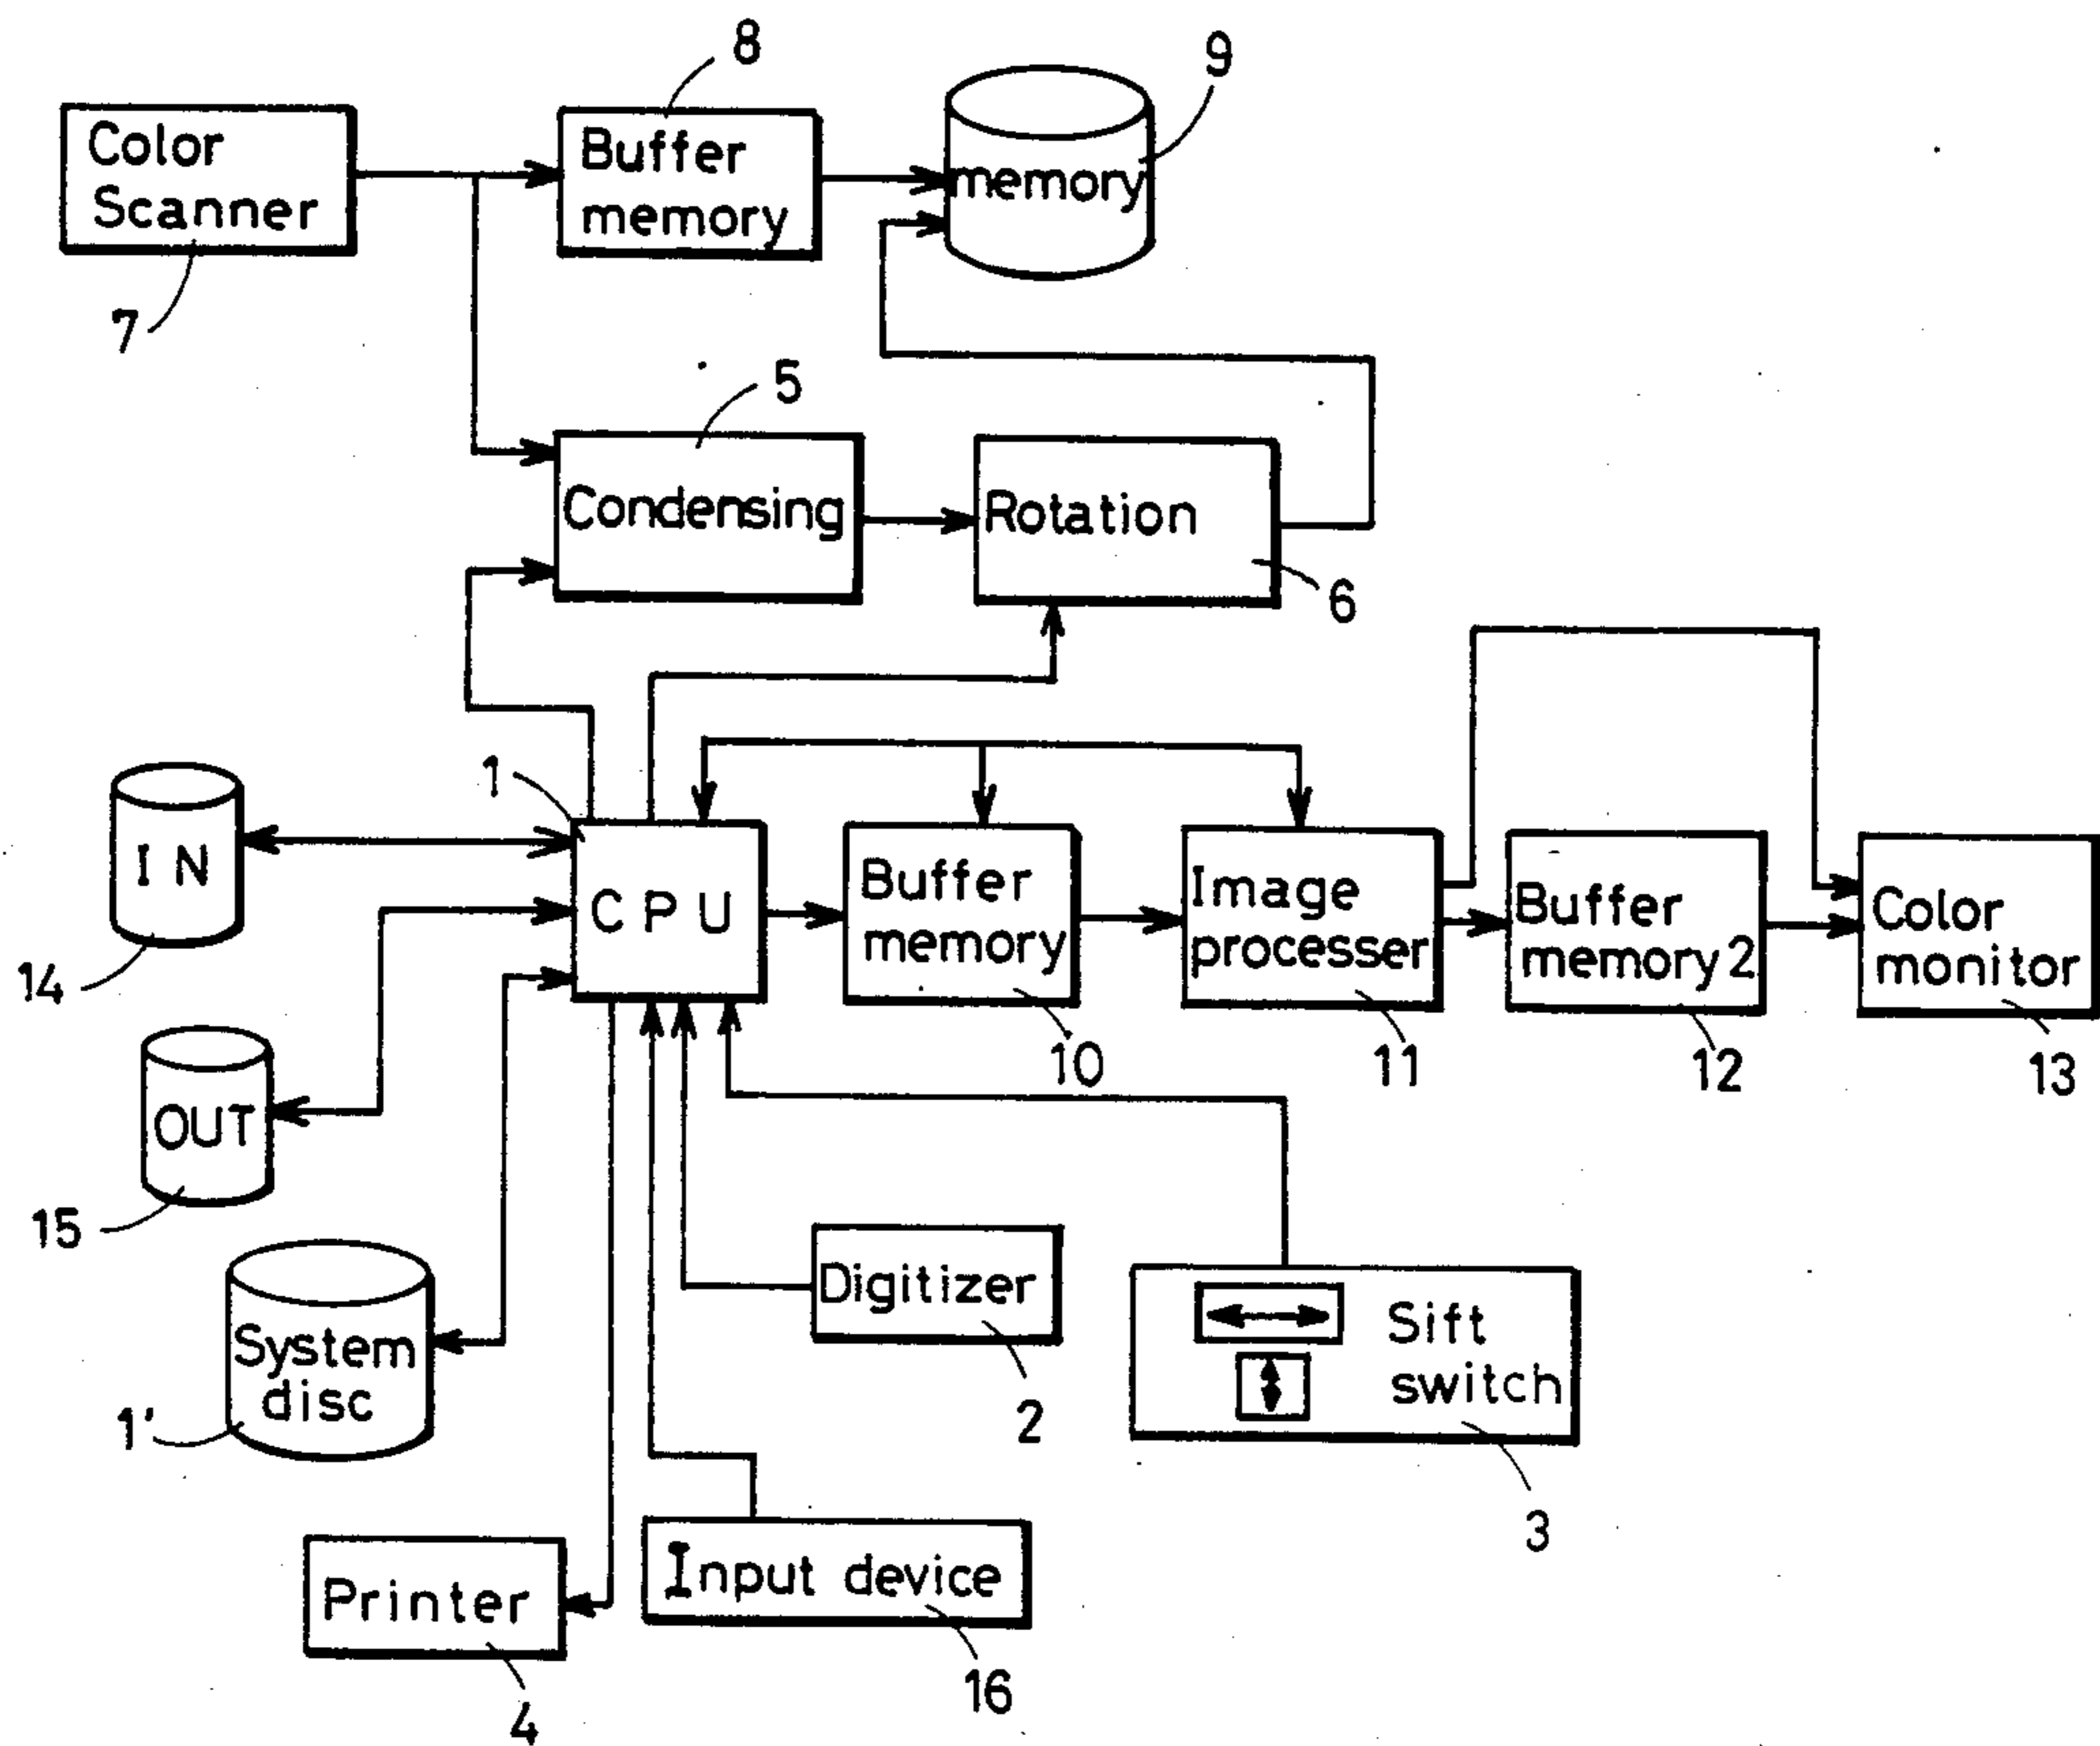 8
9
Color
Scanner
Buffer
memory
memory
7
5
Condensing
Rotation
6
1
IN
CPU
Buffer
memory
Image
processer
Buffer
memory 2
Color
monitor
14
10
11
12
13
OUT
15
System
disc
1'
Digitizer
2
Sift
switch
3
Printer
4
Input device
16